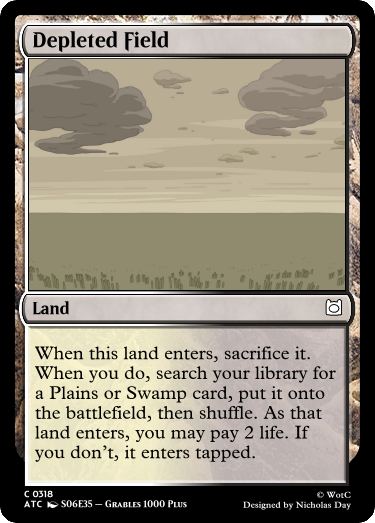 Depleted Field
Land
When this land enters, sacrifice it.
When you do, search your library for
a Plains or Swamp card, put it onto
the battlefield, then shuffle. As that
land enters, you may pay 2 life. If
you don't, it enters tapped.
C 0318
© WotC
ATC S06E35 – Grables 1000 Plus
Designed by Nicholas Day